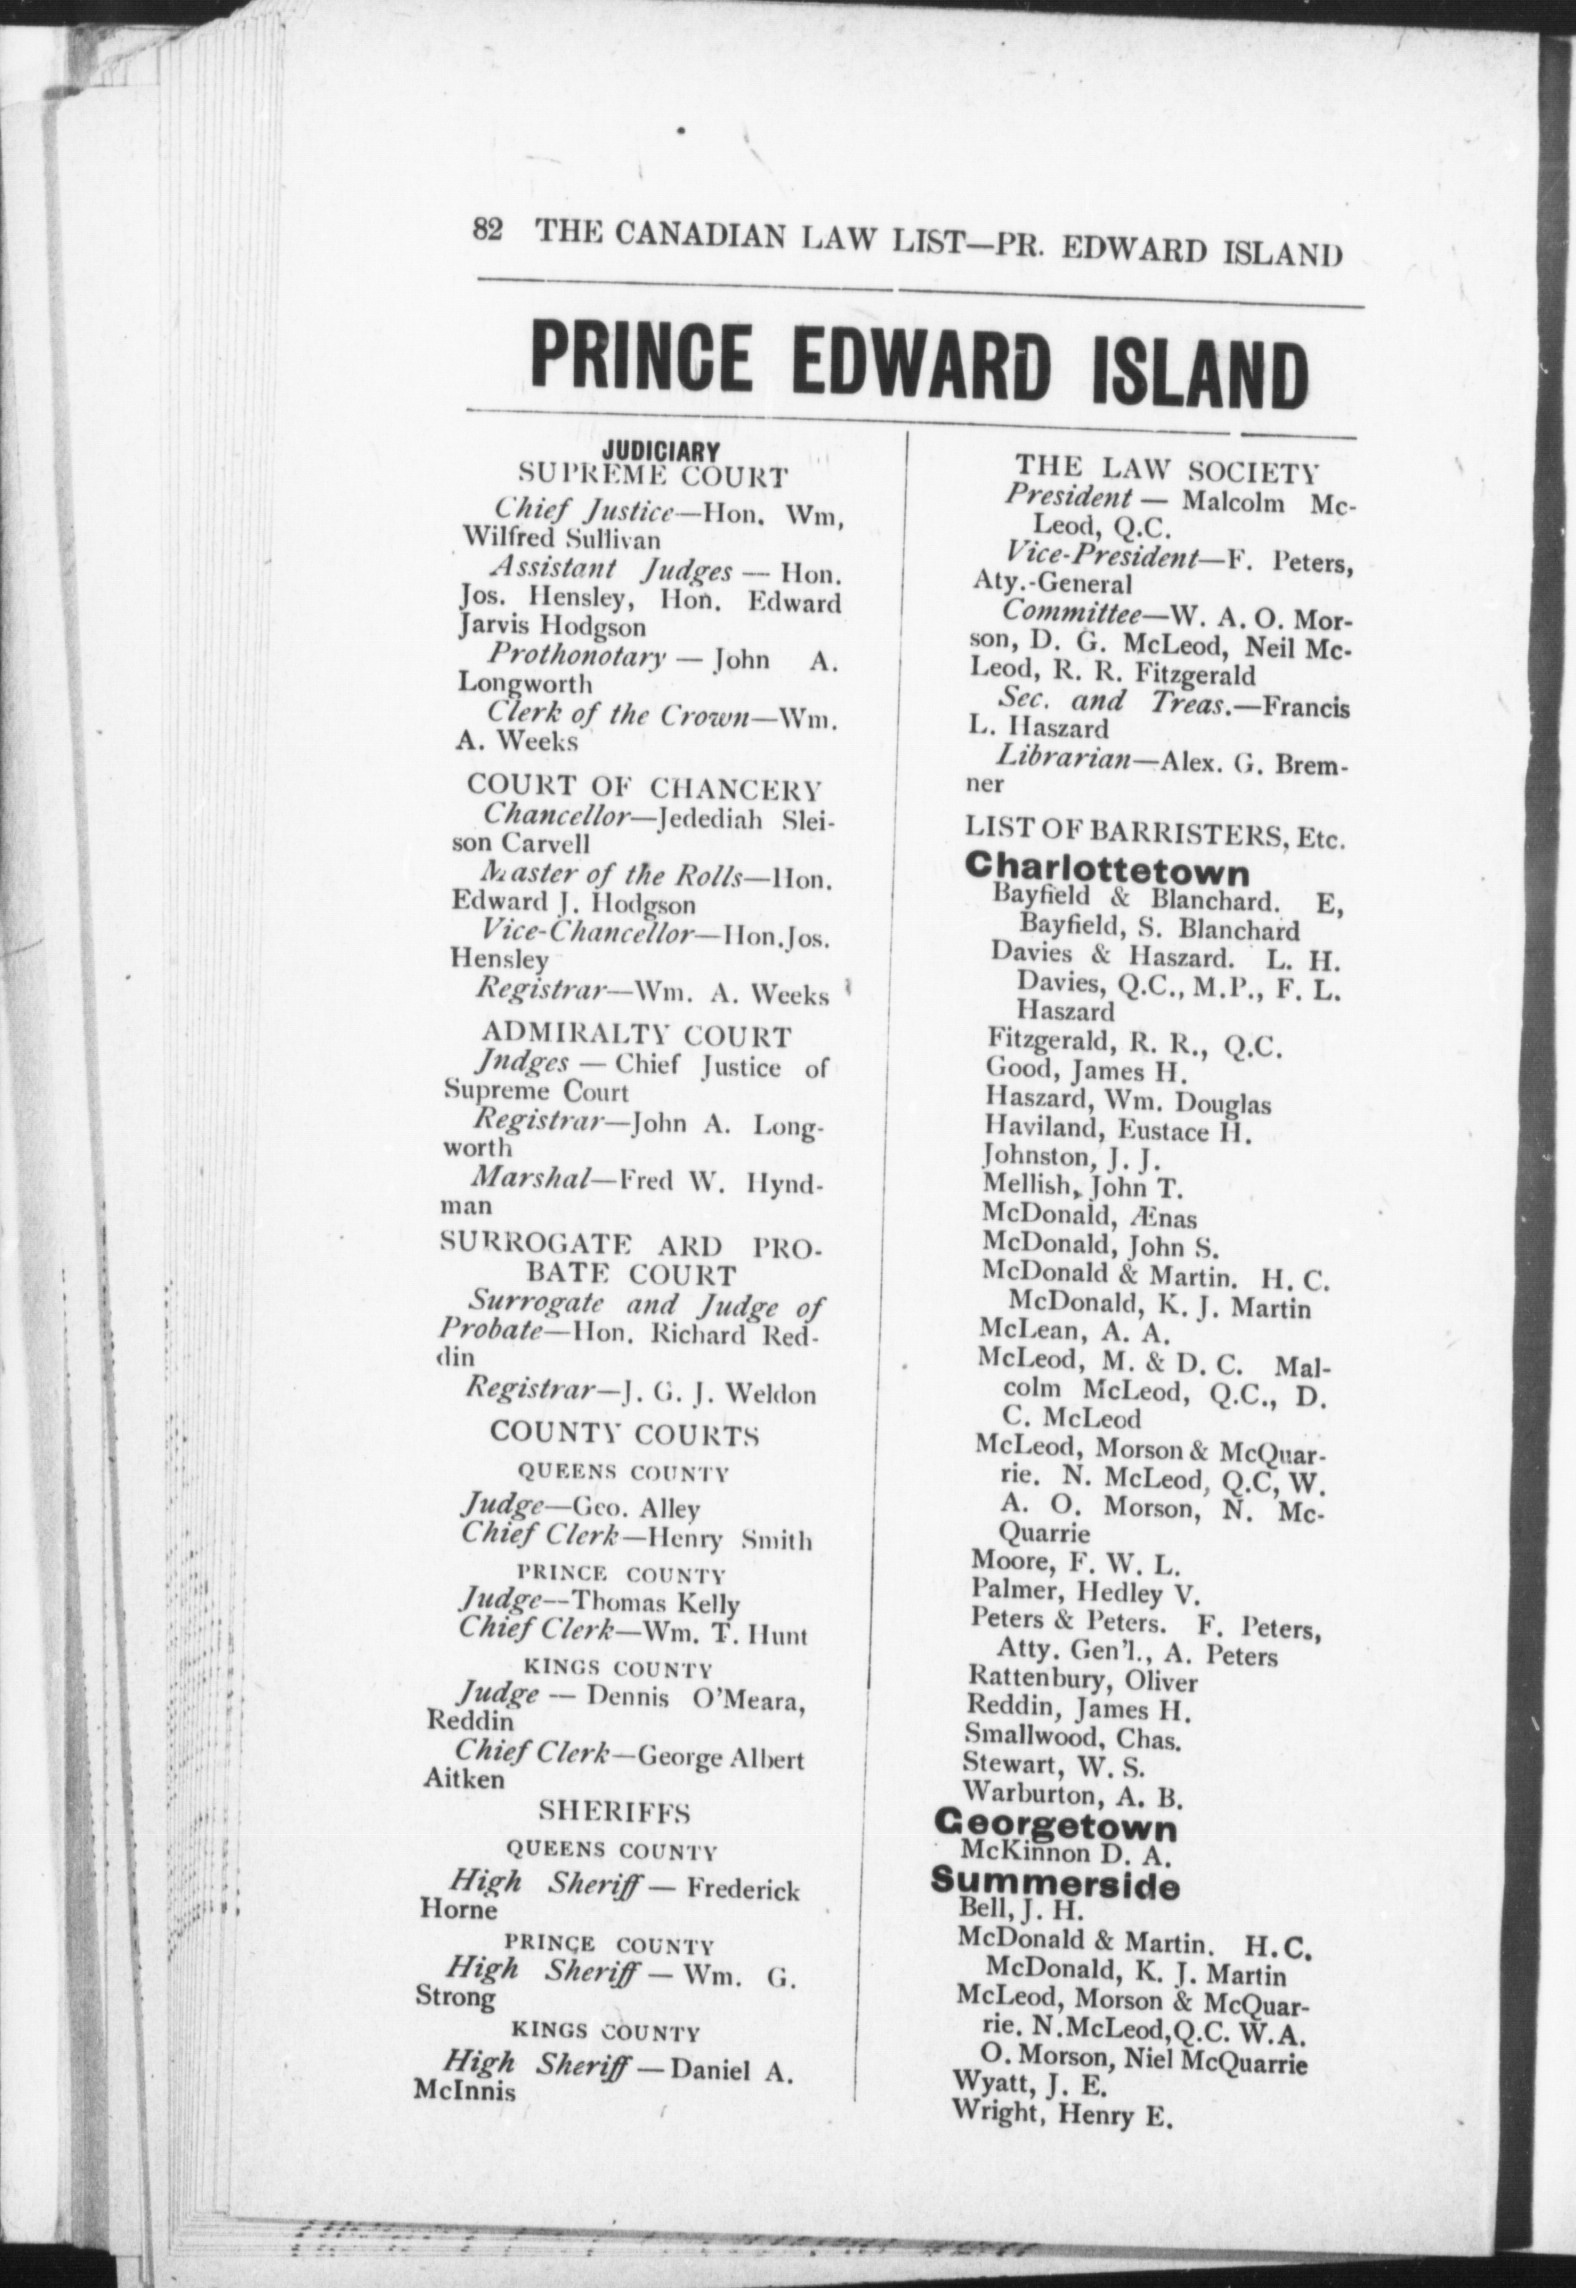 82 THE CANADIAN LAW LIST—PR. EDWARD ISLAND
PRINCE EDWARD ISLAND
JUDICIARY
SUPREME COURT
Chief Justice—Hon. Wm,
Wilfred Sullivan
Assistant Judges — Hon.
Jos. Hensley, Hon. Edward
Jarvis Hodgson
Prothonotary — John A.
Longworth
Clerk of the Crown—Wm.
A. Weeks
COURT OF CHANCERY
Chancellor—Jedediah Slei-
son Carvell
Master of the Rolls—Hon.
Edward J. Hodgson
Vice-Chancellor—Hon. Jos.
Hensley
Registrar—Wm. A. Weeks
ADMIRALTY COURT
Jndges — Chief Justice of
Supreme Court
Registrar—John A. Long-
worth
Marshal—Fred W. Hynd-
man
SURROGATE ARD PRO-
BATE COURT
Surrogate and Judge of
Probate—Hon. Richard Red-
din
Registrar—J. G. J. Weldon
COUNTY COURTS
QUEENS COUNTY
Judge—Geo. Alley
Chief Clerk—Henry Smith
PRINCE COUNTY
Judge—Thomas Kelly
Chief Clerk—Wm. T. Hunt
KINGS COUNTY
Judge — Dennis O'Meara,
Reddin
Chief Clerk—George Albert
Aitken
SHERIFFS
QUEENS COUNTY
High Sheriff — Frederick
Horne
PRINCE COUNTY
High Sheriff — Wm. G.
Strong
KINGS COUNTY
High Sheriff — Daniel A.
McInnis
THE LAW SOCIETY
President — Malcolm Mc-
Leod, Q.C.
Vice-President—F. Peters,
Aty.-General
Committee—W. A. O. Mor-
son, D. G. McLeod, Neil Mc-
Leod, R. R. Fitzgerald
Sec. and Treas.—Francis
L. Haszard
Librarian—Alex. G. Brem-
ner
LIST OF BARRISTERS, Etc.
Charlottetown
Bayfield & Blanchard. E,
Bayfield, S. Blanchard
Davies & Haszard. L. H.
Davies, Q.C., M.P., F. L.
Haszard
Fitzgerald, R. R., Q.C.
Good, James H.
Haszard, Wm. Douglas
Haviland, Eustace H.
Johnston, J. J.
Mellish, John T.
McDonald, Ænas
McDonald, John S.
McDonald & Martin. H. C.
McDonald, K. J. Martin
McLean, A. A.
McLeod, M. & D. C. Mal-
colm McLeod, Q.C., D.
C. McLeod
McLeod, Morson & McQuar-
rie. N. McLeod, Q.C, W.
A. O. Morson, N. Mc-
Quarrie
Moore, F. W. L.
Palmer, Hedley V.
Peters & Peters. F. Peters,
Atty. Gen'l., A. Peters
Rattenbury, Oliver
Reddin, James H.
Smallwood, Chas.
Stewart, W. S.
Warburton, A. B.
Georgetown
McKinnon D. A.
Summerside
Bell, J. H.
McDonald & Martin. H. C.
McDonald, K. J. Martin
McLeod, Morson & McQuar-
rie. N. McLeod, Q.C. W. A.
O. Morson, Niel McQuarrie
Wyatt, J. E.
Wright, Henry E.